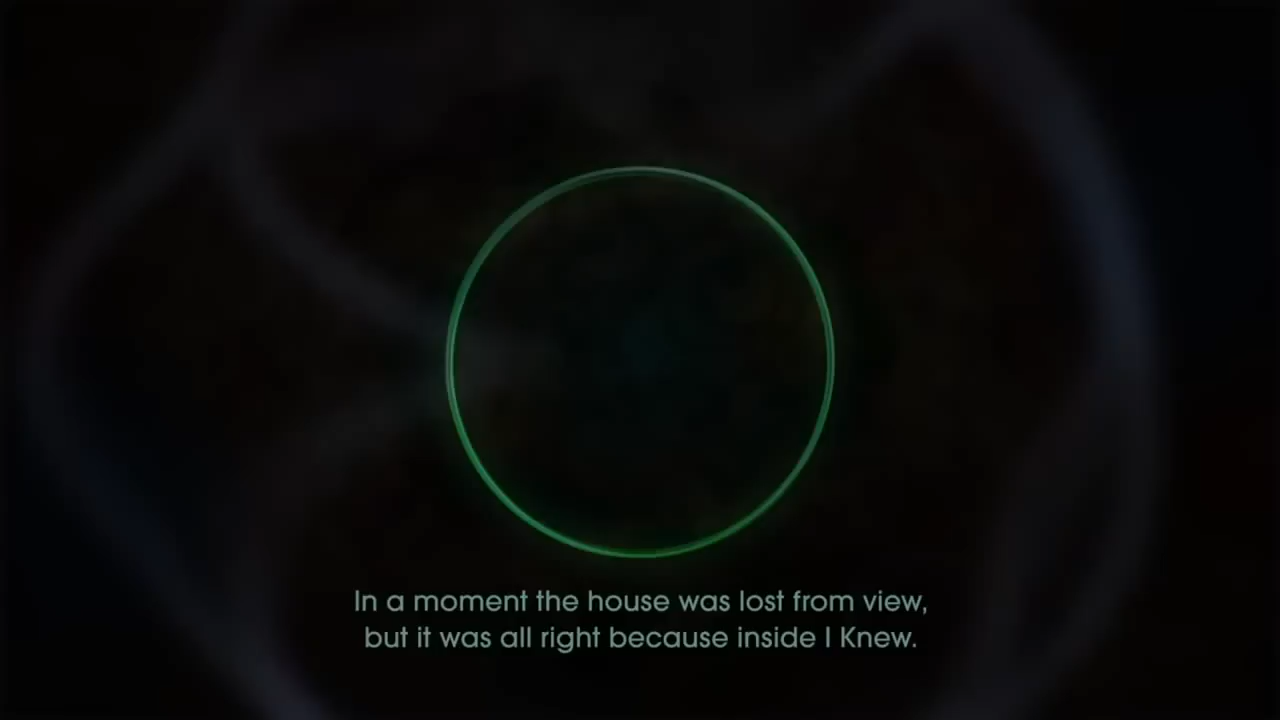 In a moment the house was lost from view,
but it was all right because inside I Knew.